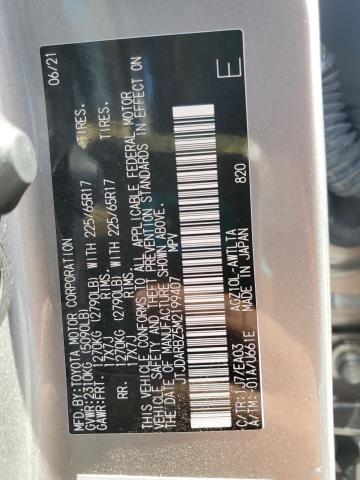 MFD.BY:TOYOTA MOTOR CORPORATION 06/21
GVWR:2310KG (5090LB)
GAWR:FRT. 1270KG (2790LB) WITH 225/65R17 TIRES.
17X7J RIMS.
RR. 1270KG (2790LB) WITH 225/65R17 TIRES.
17X7J RIMS.
THIS VEHICLE CONFORMS TO ALL APPLICABLE FEDERAL MOTOR
VEHICLE SAFETY AND THEFT PREVENTION STANDARDS IN EFFECT ON
THE DATE OF MANUFACTURE SHOWN ABOVE.
JTJDARBZ5M2199407 MPV
E
C/TR:1J7/EA03 AGZ10L-AWTLTA 820
A/TM:-01A/U661E MADE IN JAPAN